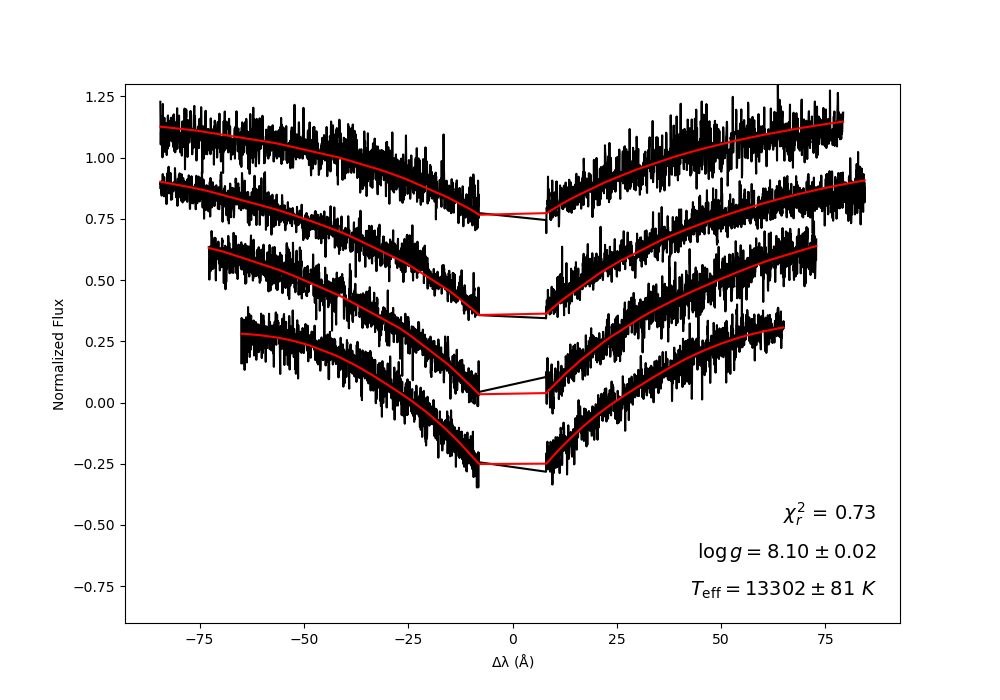 1.25
1.00
0.75
0.50
0.25
0.00
−0.25
−0.50
−0.75
Normalized Flux
χ²ᵣ = 0.73
log g = 8.10 ± 0.02
T_eff = 13302 ± 81 K
−75 −50 −25 0 25 50 75
Δλ (Å)